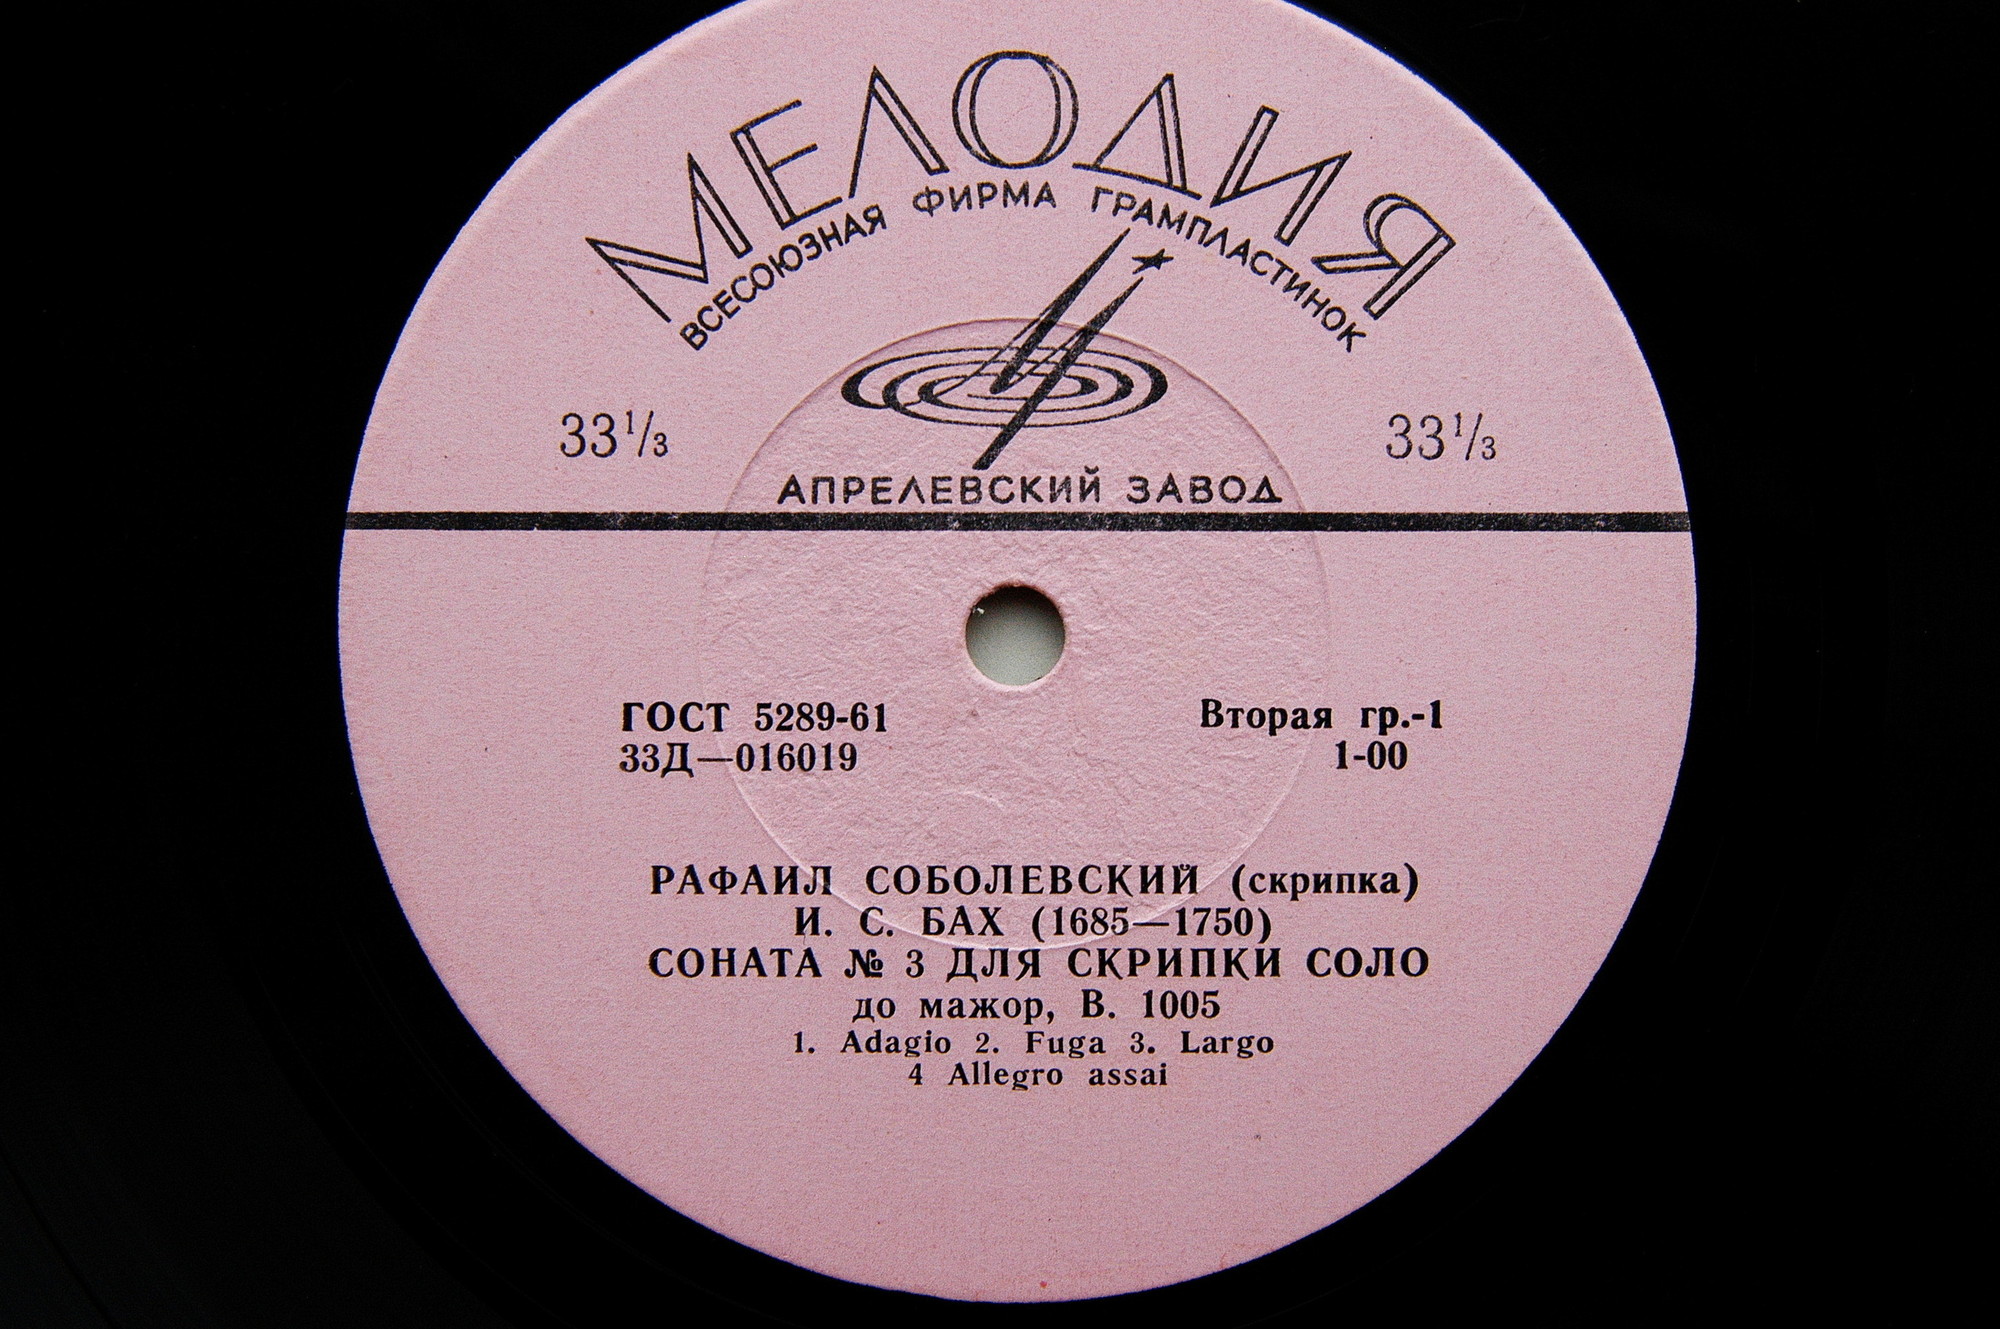 МЕЛОДИЯ
ВСЕСОЮЗНАЯ ФИРМА ГРАМПЛАСТИНОК
33⅓ 33⅓
АПРЕЛЕВСКИЙ ЗАВОД
ГОСТ 5289-61 Вторая гр.-1
33Д—016019 1-00
РАФАИЛ СОБОЛЕВСКИЙ (скрипка)
И. С. БАХ (1685—1750)
СОНАТА № 3 ДЛЯ СКРИПКИ СОЛО
до мажор, В. 1005
1. Adagio 2. Fuga 3. Largo
4 Allegro assai